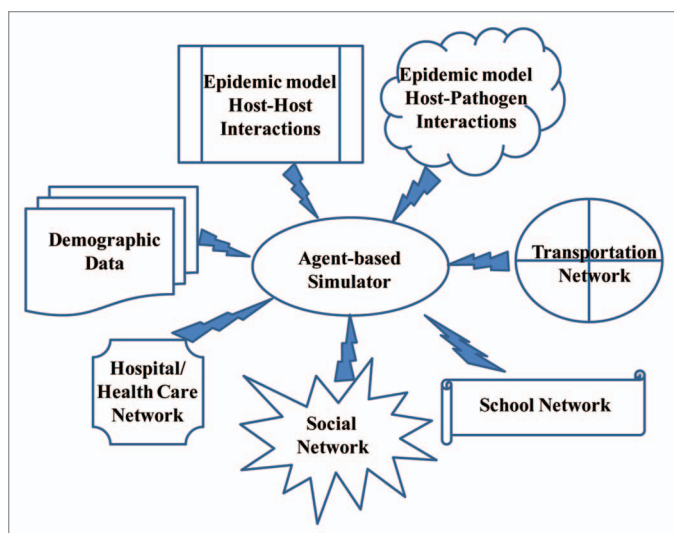 Epidemic model
Host-Host
Interactions
Epidemic model
Host-Pathogen
Interactions
Demographic
Data
Agent-based
Simulator
Transportation
Network
Hospital/
Health Care
Network
Social
Network
School Network